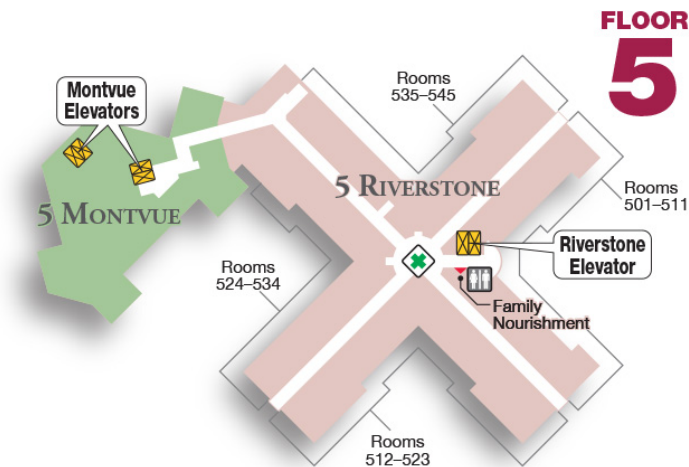 FLOOR
5
Montvue
Elevators
Rooms
535–545
5 RIVERSTONE
5 MONTVUE
Rooms
501–511
Riverstone
Elevator
Rooms
524–534
Family
Nourishment
Rooms
512–523